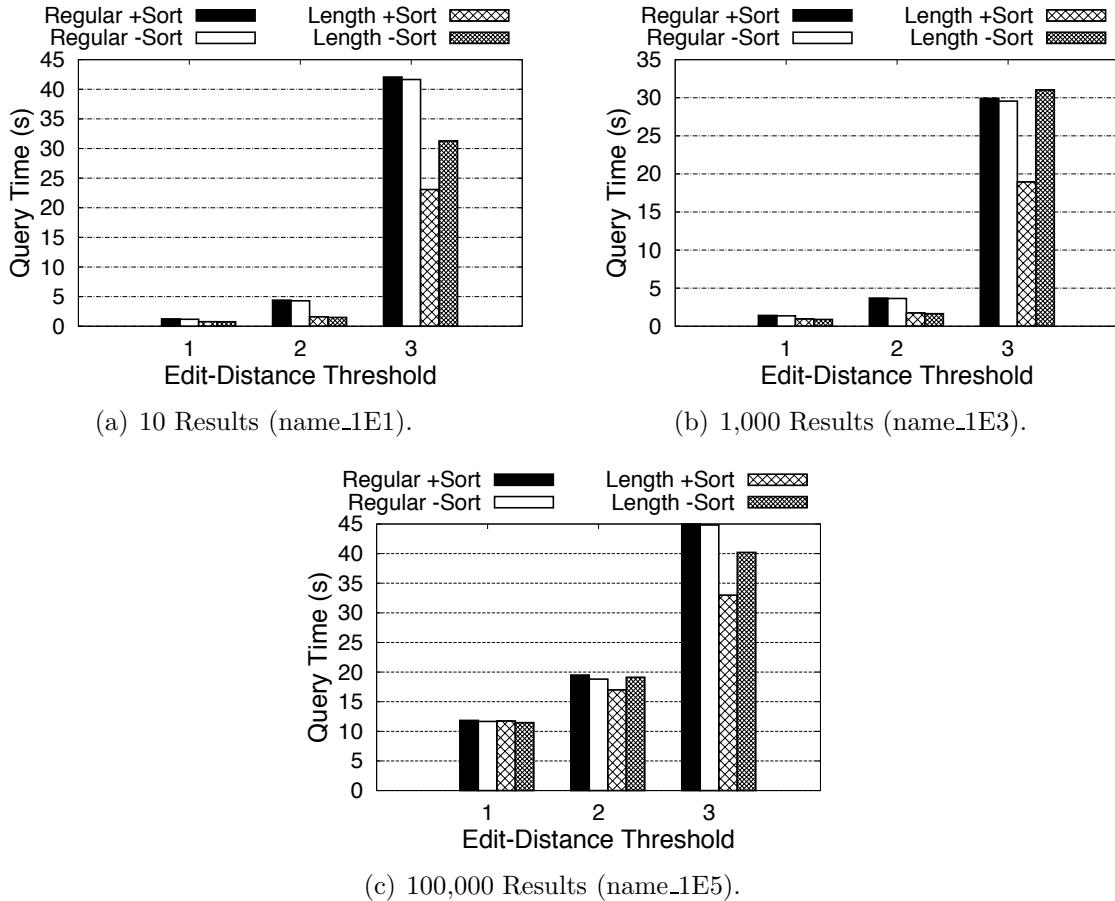 Regular +Sort Length +Sort
Regular -Sort Length -Sort
45
40
35
30
25
20
15
10
5
0
Query Time (s)
1 2 3
Edit-Distance Threshold
(a) 10 Results (name_1E1).
Regular +Sort Length +Sort
Regular -Sort Length -Sort
35
30
25
20
15
10
5
0
Query Time (s)
1 2 3
Edit-Distance Threshold
(b) 1,000 Results (name_1E3).
Regular +Sort Length +Sort
Regular -Sort Length -Sort
45
40
35
30
25
20
15
10
5
0
Query Time (s)
1 2 3
Edit-Distance Threshold
(c) 100,000 Results (name_1E5).